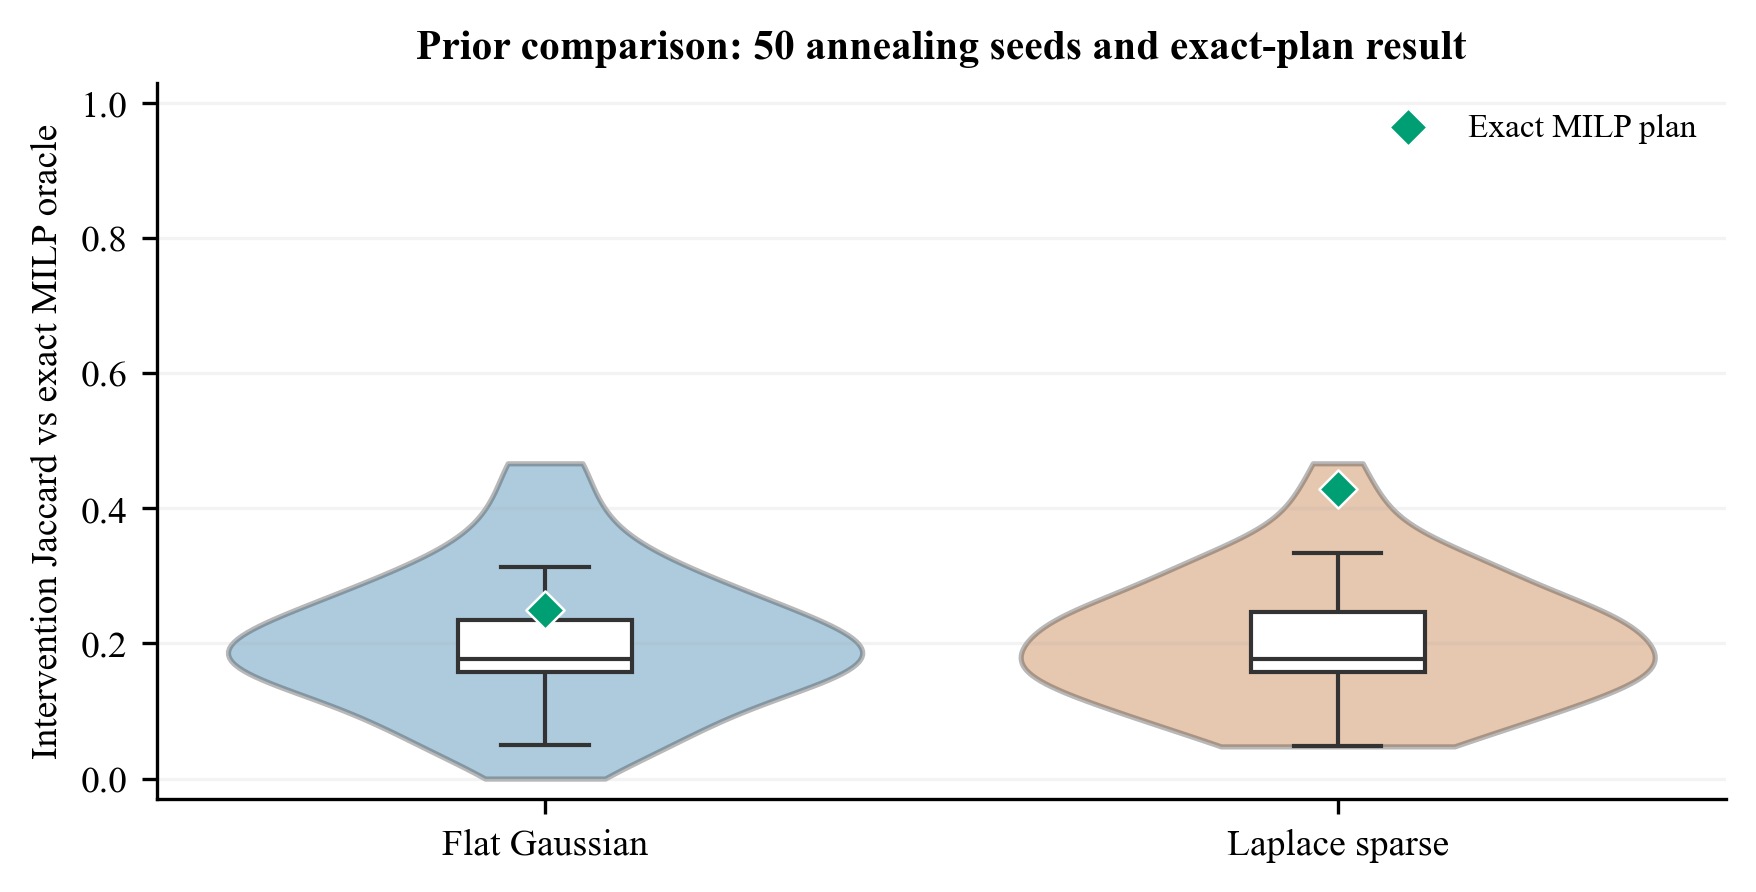 Prior comparison: 50 annealing seeds and exact-plan result
Intervention Jaccard vs exact MILP oracle
1.0
0.8
0.6
0.4
0.2
0.0
Exact MILP plan
Flat Gaussian
Laplace sparse